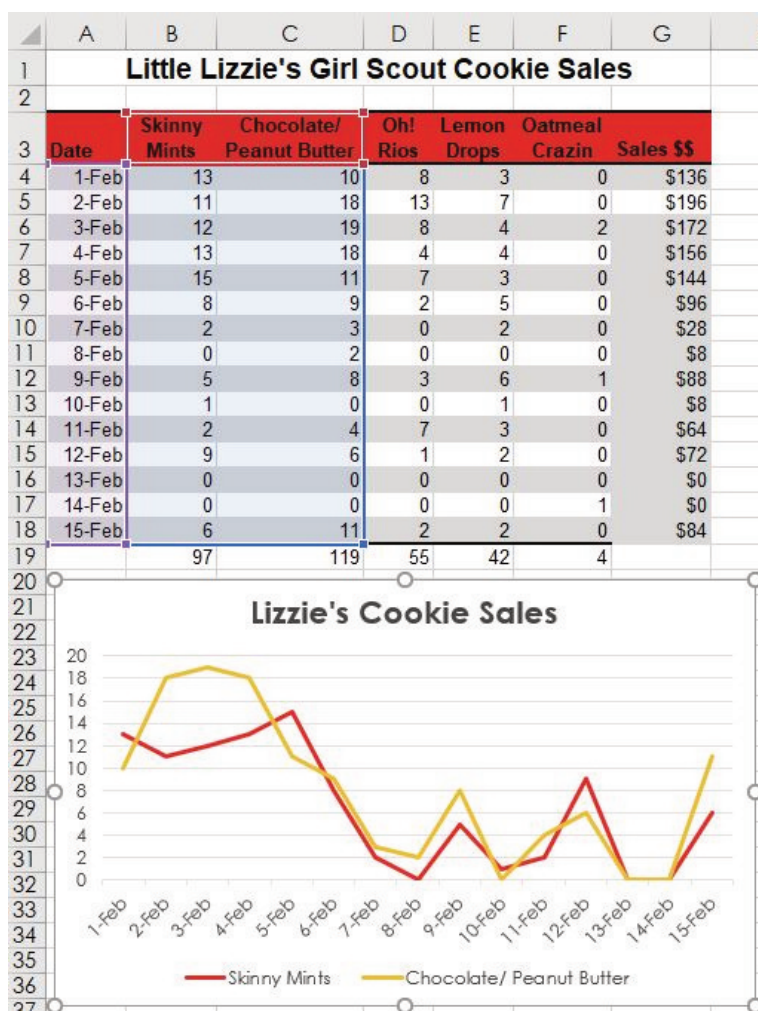 A B C D E F G
1 Little Lizzie's Girl Scout Cookie Sales
2
Skinny Chocolate/ Oh! Lemon Oatmeal
3 Date Mints Peanut Butter Rios Drops Crazin Sales $$
4 1-Feb 13 10 8 3 0 $136
5 2-Feb 11 18 13 7 0 $196
6 3-Feb 12 19 8 4 2 $172
7 4-Feb 13 18 4 4 0 $156
8 5-Feb 15 11 7 3 0 $144
9 6-Feb 8 9 2 5 0 $96
10 7-Feb 2 3 0 2 0 $28
11 8-Feb 0 2 0 0 0 $8
12 9-Feb 5 8 3 6 1 $88
13 10-Feb 1 0 0 1 0 $8
14 11-Feb 2 4 7 3 0 $64
15 12-Feb 9 6 1 2 0 $72
16 13-Feb 0 0 0 0 0 $0
17 14-Feb 0 0 0 0 1 $0
18 15-Feb 6 11 2 2 0 $84
19 97 119 55 42 4
20
21 Lizzie's Cookie Sales
22
23 20
24 18
25 16
26 14
12
27 10
28 8
29 6
30 4
31 2
32 0
33 1-Feb 2-Feb 3-Feb 4-Feb 5-Feb 6-Feb 7-Feb 8-Feb 9-Feb 10-Feb 11-Feb 12-Feb 13-Feb 14-Feb 15-Feb
34
35
36 Skinny Mints Chocolate/ Peanut Butter
37